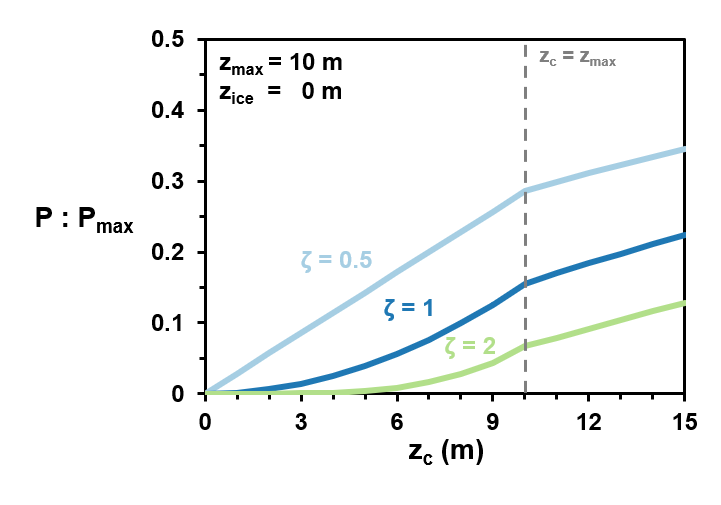 0.5
z_max = 10 m
z_ice = 0 m
z_c = z_max
0.4
0.3
P : P_max
0.2
ζ = 0.5
ζ = 1
0.1
ζ = 2
0
0 3 6 9 12 15
z_c (m)